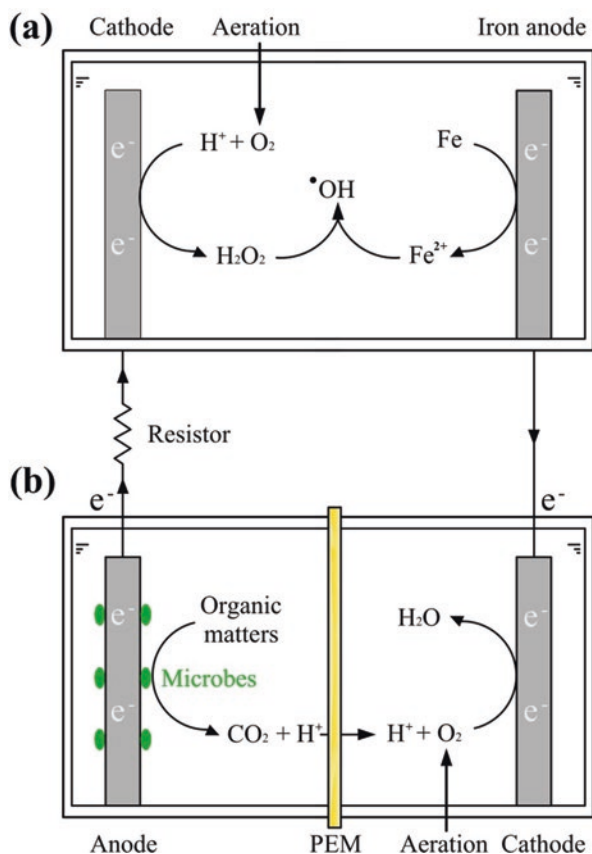 (a)
Cathode Aeration Iron anode
e⁻ H⁺ + O₂ Fe e⁻
•OH
e⁻ H₂O₂ Fe²⁺ e⁻
Resistor
(b)
e⁻ e⁻
e⁻ Organic H₂O e⁻
matters
Microbes
e⁻ CO₂ + H⁺ H⁺ + O₂ e⁻
Anode PEM Aeration Cathode